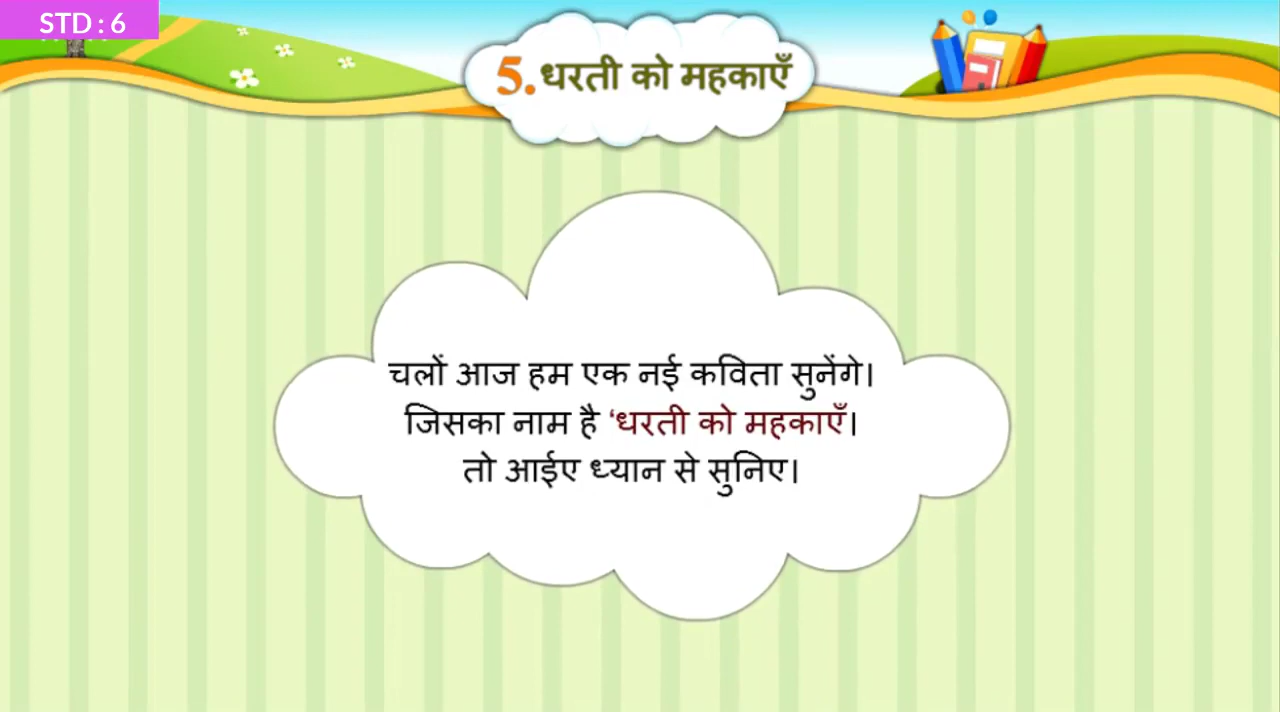 STD : 6
5. धरती को महकाएँ
चलों आज हम एक नई कविता सुनेंगे।
जिसका नाम है ‘धरती को महकाएँ।
तो आईए ध्यान से सुनिए।